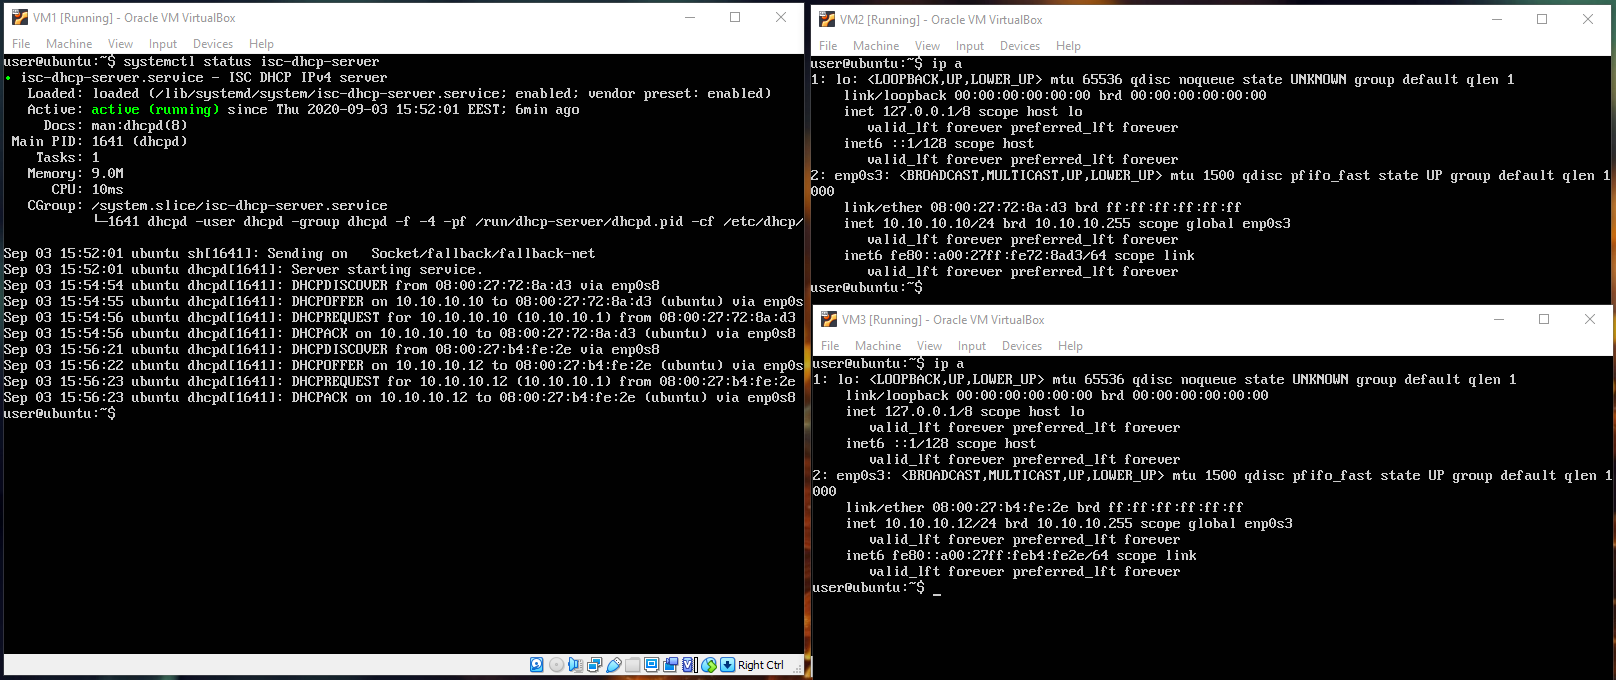 VM1 [Running] - Oracle VM VirtualBox
File Machine View Input Devices Help
user@ubuntu:~$ systemctl status isc-dhcp-server
● isc-dhcp-server.service - ISC DHCP IPv4 server
Loaded: loaded (/lib/systemd/system/isc-dhcp-server.service; enabled; vendor preset: enabled)
Active: active (running) since Thu 2020-09-03 15:52:01 EEST; 6min ago
Docs: man:dhcpd(8)
Main PID: 1641 (dhcpd)
Tasks: 1
Memory: 9.0M
CPU: 10ms
CGroup: /system.slice/isc-dhcp-server.service
└─1641 dhcpd -user dhcpd -group dhcpd -f -4 -pf /run/dhcp-server/dhcpd.pid -cf /etc/dhcp/
Sep 03 15:52:01 ubuntu sh[1641]: Sending on   Socket/fallback/fallback-net
Sep 03 15:52:01 ubuntu dhcpd[1641]: Server starting service.
Sep 03 15:54:54 ubuntu dhcpd[1641]: DHCPDISCOVER from 08:00:27:72:8a:d3 via enp0s8
Sep 03 15:54:55 ubuntu dhcpd[1641]: DHCPOFFER on 10.10.10.10 to 08:00:27:72:8a:d3 (ubuntu) via enp0s
Sep 03 15:54:56 ubuntu dhcpd[1641]: DHCPREQUEST for 10.10.10.10 (10.10.10.1) from 08:00:27:72:8a:d3
Sep 03 15:54:56 ubuntu dhcpd[1641]: DHCPACK on 10.10.10.10 to 08:00:27:72:8a:d3 (ubuntu) via enp0s8
Sep 03 15:56:21 ubuntu dhcpd[1641]: DHCPDISCOVER from 08:00:27:b4:fe:2e via enp0s8
Sep 03 15:56:22 ubuntu dhcpd[1641]: DHCPOFFER on 10.10.10.12 to 08:00:27:b4:fe:2e (ubuntu) via enp0s
Sep 03 15:56:23 ubuntu dhcpd[1641]: DHCPREQUEST for 10.10.10.12 (10.10.10.1) from 08:00:27:b4:fe:2e
Sep 03 15:56:23 ubuntu dhcpd[1641]: DHCPACK on 10.10.10.12 to 08:00:27:b4:fe:2e (ubuntu) via enp0s8
user@ubuntu:~$
Right Ctrl
VM2 [Running] - Oracle VM VirtualBox
File Machine View Input Devices Help
user@ubuntu:~$ ip a
1: lo: <LOOPBACK,UP,LOWER_UP> mtu 65536 qdisc noqueue state UNKNOWN group default qlen 1
link/loopback 00:00:00:00:00:00 brd 00:00:00:00:00:00
inet 127.0.0.1/8 scope host lo
valid_lft forever preferred_lft forever
inet6 ::1/128 scope host
valid_lft forever preferred_lft forever
2: enp0s3: <BROADCAST,MULTICAST,UP,LOWER_UP> mtu 1500 qdisc pfifo_fast state UP group default qlen 1
000
link/ether 08:00:27:72:8a:d3 brd ff:ff:ff:ff:ff:ff
inet 10.10.10.10/24 brd 10.10.10.255 scope global enp0s3
valid_lft forever preferred_lft forever
inet6 fe80::a00:27ff:fe72:8ad3/64 scope link
valid_lft forever preferred_lft forever
user@ubuntu:~$
VM3 [Running] - Oracle VM VirtualBox
File Machine View Input Devices Help
user@ubuntu:~$ ip a
1: lo: <LOOPBACK,UP,LOWER_UP> mtu 65536 qdisc noqueue state UNKNOWN group default qlen 1
link/loopback 00:00:00:00:00:00 brd 00:00:00:00:00:00
inet 127.0.0.1/8 scope host lo
valid_lft forever preferred_lft forever
inet6 ::1/128 scope host
valid_lft forever preferred_lft forever
2: enp0s3: <BROADCAST,MULTICAST,UP,LOWER_UP> mtu 1500 qdisc pfifo_fast state UP group default qlen 1
000
link/ether 08:00:27:b4:fe:2e brd ff:ff:ff:ff:ff:ff
inet 10.10.10.12/24 brd 10.10.10.255 scope global enp0s3
valid_lft forever preferred_lft forever
inet6 fe80::a00:27ff:feb4:fe2e/64 scope link
valid_lft forever preferred_lft forever
user@ubuntu:~$ _